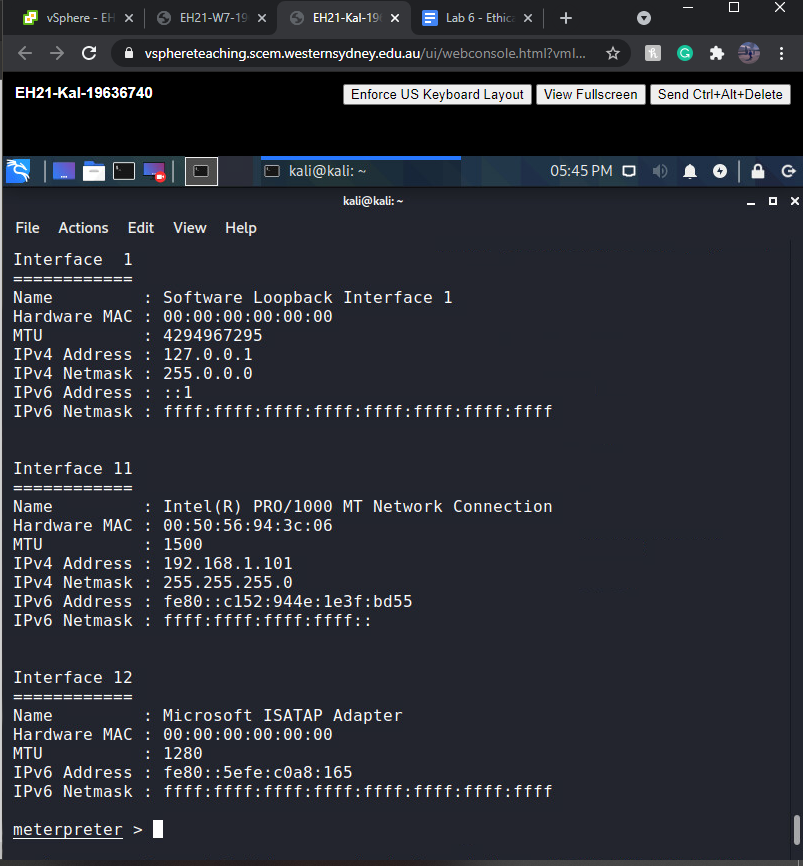 vSphere - EH
EH21-W7-19
EH21-Kal-196
Lab 6 - Ethica
vsphereteaching.scem.westernsydney.edu.au/ui/webconsole.html?vml...
EH21-Kal-19636740
Enforce US Keyboard Layout
View Fullscreen
Send Ctrl+Alt+Delete
kali@kali: ~
05:45 PM
kali@kali: ~
File Actions Edit View Help
Interface  1
============
Name         : Software Loopback Interface 1
Hardware MAC : 00:00:00:00:00:00
MTU          : 4294967295
IPv4 Address : 127.0.0.1
IPv4 Netmask : 255.0.0.0
IPv6 Address : ::1
IPv6 Netmask : ffff:ffff:ffff:ffff:ffff:ffff:ffff:ffff
Interface 11
============
Name         : Intel(R) PRO/1000 MT Network Connection
Hardware MAC : 00:50:56:94:3c:06
MTU          : 1500
IPv4 Address : 192.168.1.101
IPv4 Netmask : 255.255.255.0
IPv6 Address : fe80::c152:944e:1e3f:bd55
IPv6 Netmask : ffff:ffff:ffff:ffff::
Interface 12
============
Name         : Microsoft ISATAP Adapter
Hardware MAC : 00:00:00:00:00:00
MTU          : 1280
IPv6 Address : fe80::5efe:c0a8:165
IPv6 Netmask : ffff:ffff:ffff:ffff:ffff:ffff:ffff:ffff
meterpreter >